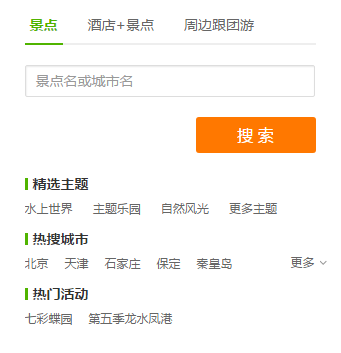 景点 酒店+景点 周边跟团游
景点名或城市名
搜索
精选主题
水上世界 主题乐园 自然风光 更多主题
热搜城市
北京 天津 石家庄 保定 秦皇岛 更多
热门活动
七彩蝶园 第五季龙水凤港